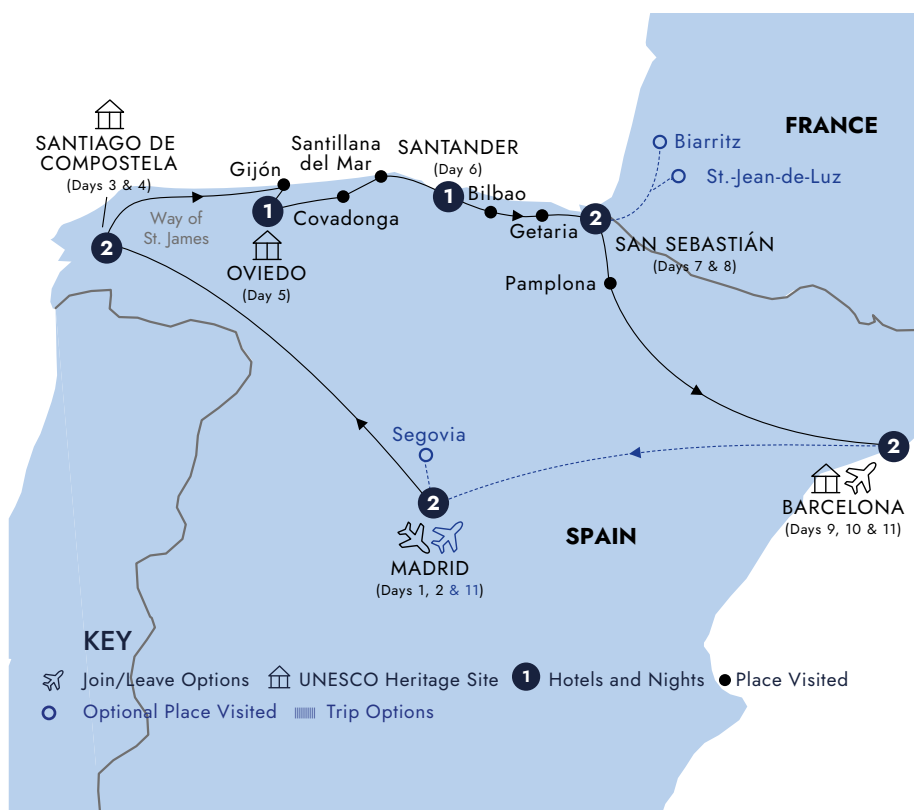 FRANCE
SANTIAGO DE
COMPOSTELA
(Days 3 & 4)
2
Way of
St. James
Gijón
1
OVIEDO
(Day 5)
Covadonga
Santillana
del Mar
SANTANDER
(Day 6)
1
Bilbao
Getaria
2
SAN SEBASTIÁN
(Days 7 & 8)
Biarritz
St.-Jean-de-Luz
Pamplona
2
BARCELONA
(Days 9, 10 & 11)
Segovia
2
MADRID
(Days 1, 2 & 11)
SPAIN
KEY
Join/Leave Options
UNESCO Heritage Site
1 Hotels and Nights
Place Visited
Optional Place Visited
Trip Options